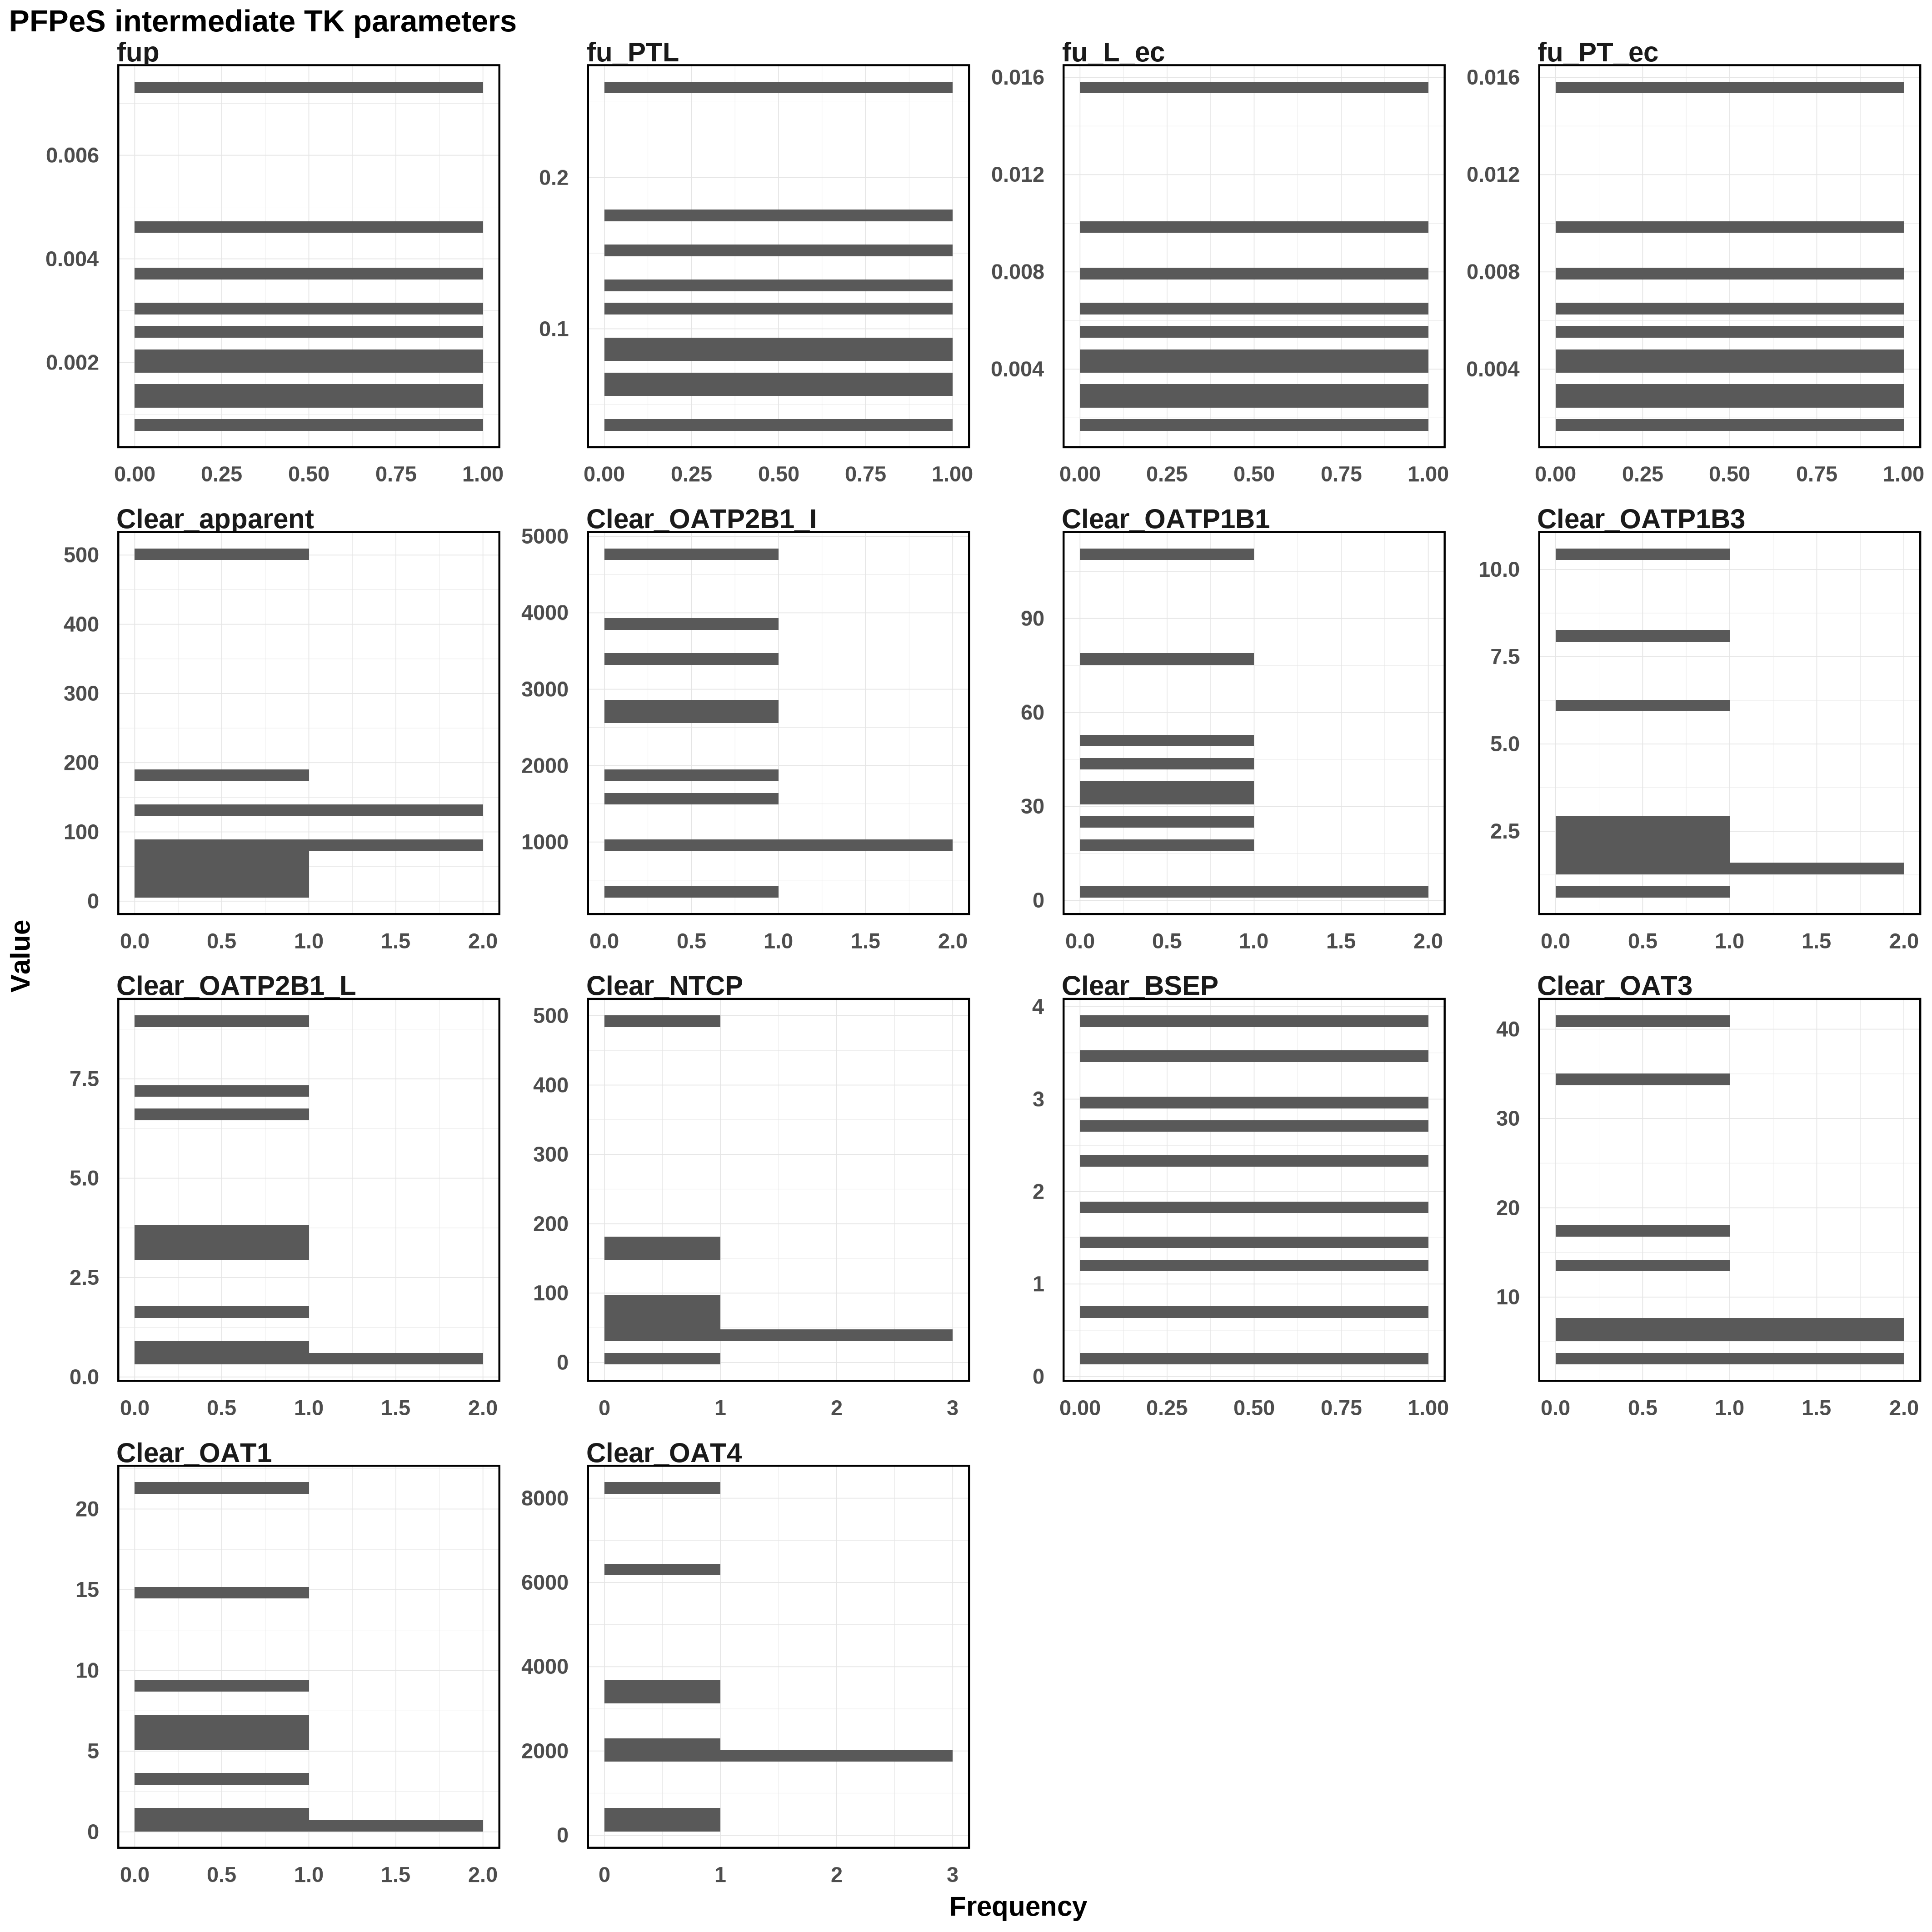 PFPeS intermediate TK parameters
fup fu_PTL fu_L_ec fu_PT_ec
0.006
0.004
0.002
0.2
0.1
0.016
0.012
0.008
0.004
0.016
0.012
0.008
0.004
0.00 0.25 0.50 0.75 1.00
0.00 0.25 0.50 0.75 1.00
0.00 0.25 0.50 0.75 1.00
0.00 0.25 0.50 0.75 1.00
Clear_apparent Clear_OATP2B1_I Clear_OATP1B1 Clear_OATP1B3
500
400
300
200
100
0
5000
4000
3000
2000
1000
90
60
30
0
10.0
7.5
5.0
2.5
0.0 0.5 1.0 1.5 2.0
0.0 0.5 1.0 1.5 2.0
0.0 0.5 1.0 1.5 2.0
0.0 0.5 1.0 1.5 2.0
Value
Clear_OATP2B1_L Clear_NTCP Clear_BSEP Clear_OAT3
7.5
5.0
2.5
0.0
500
400
300
200
100
0
4
3
2
1
0
40
30
20
10
0.0 0.5 1.0 1.5 2.0
0 1 2 3
0.00 0.25 0.50 0.75 1.00
0.0 0.5 1.0 1.5 2.0
Clear_OAT1 Clear_OAT4
20
15
10
5
0
8000
6000
4000
2000
0
0.0 0.5 1.0 1.5 2.0
0 1 2 3
Frequency